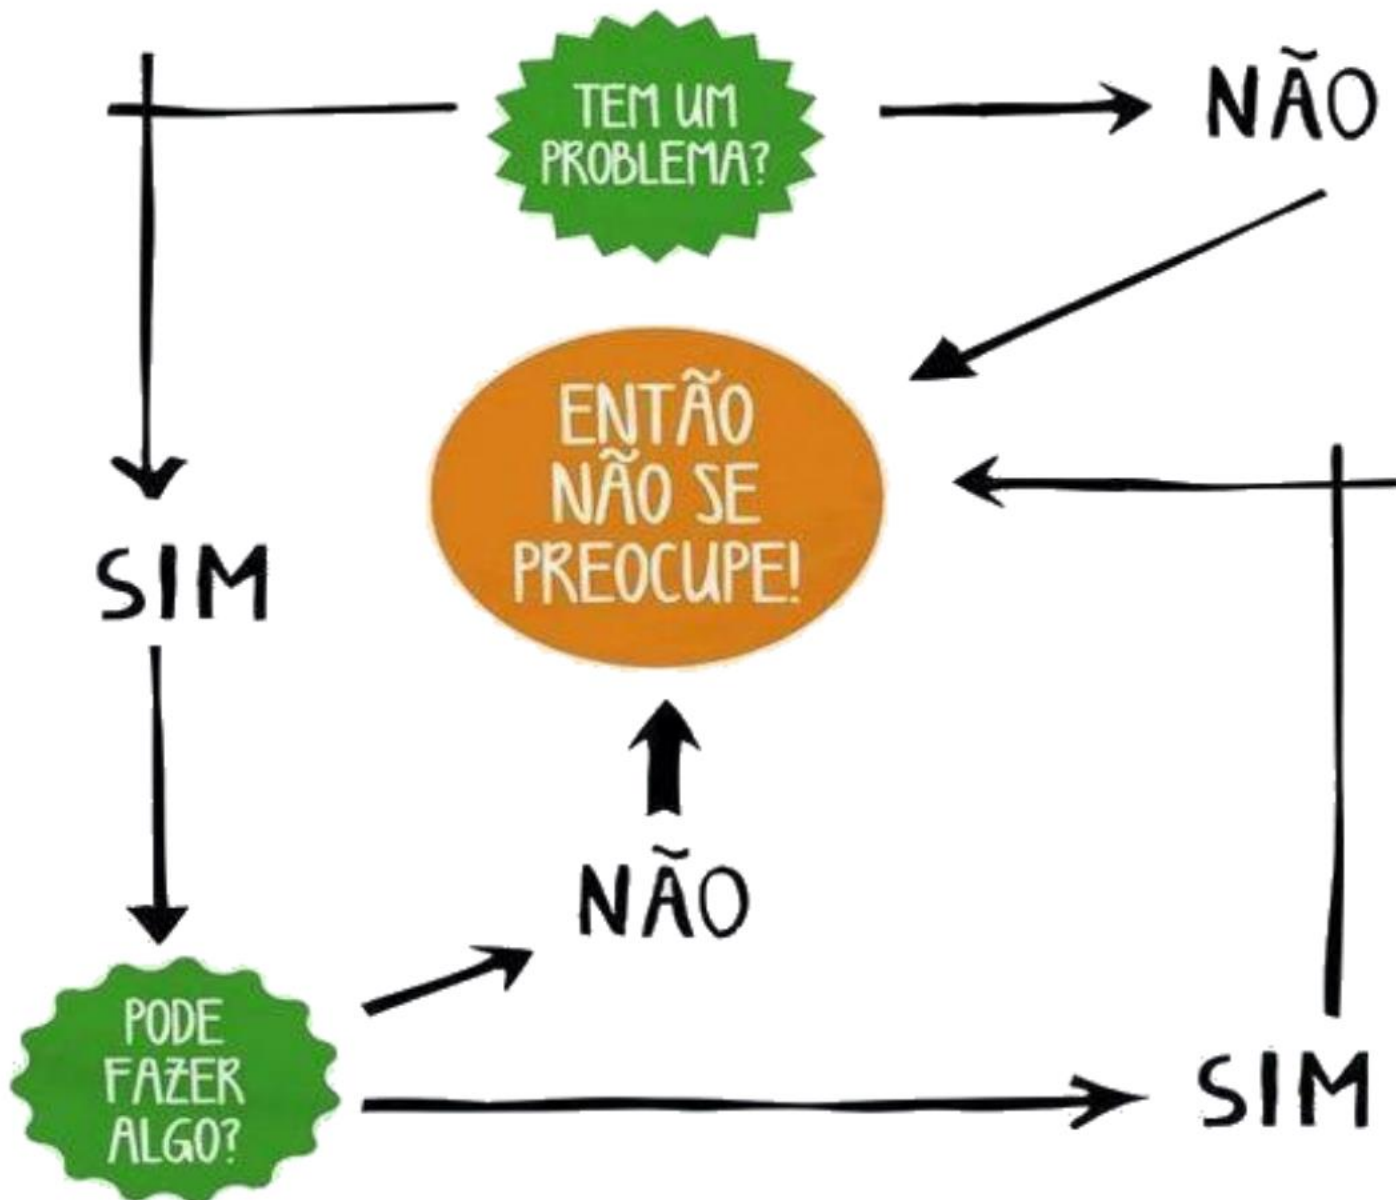 TEM UM
PROBLEMA?
NÃO
ENTÃO
NÃO SE
PREOCUPE!
SIM
NÃO
PODE
FAZER
ALGO?
SIM